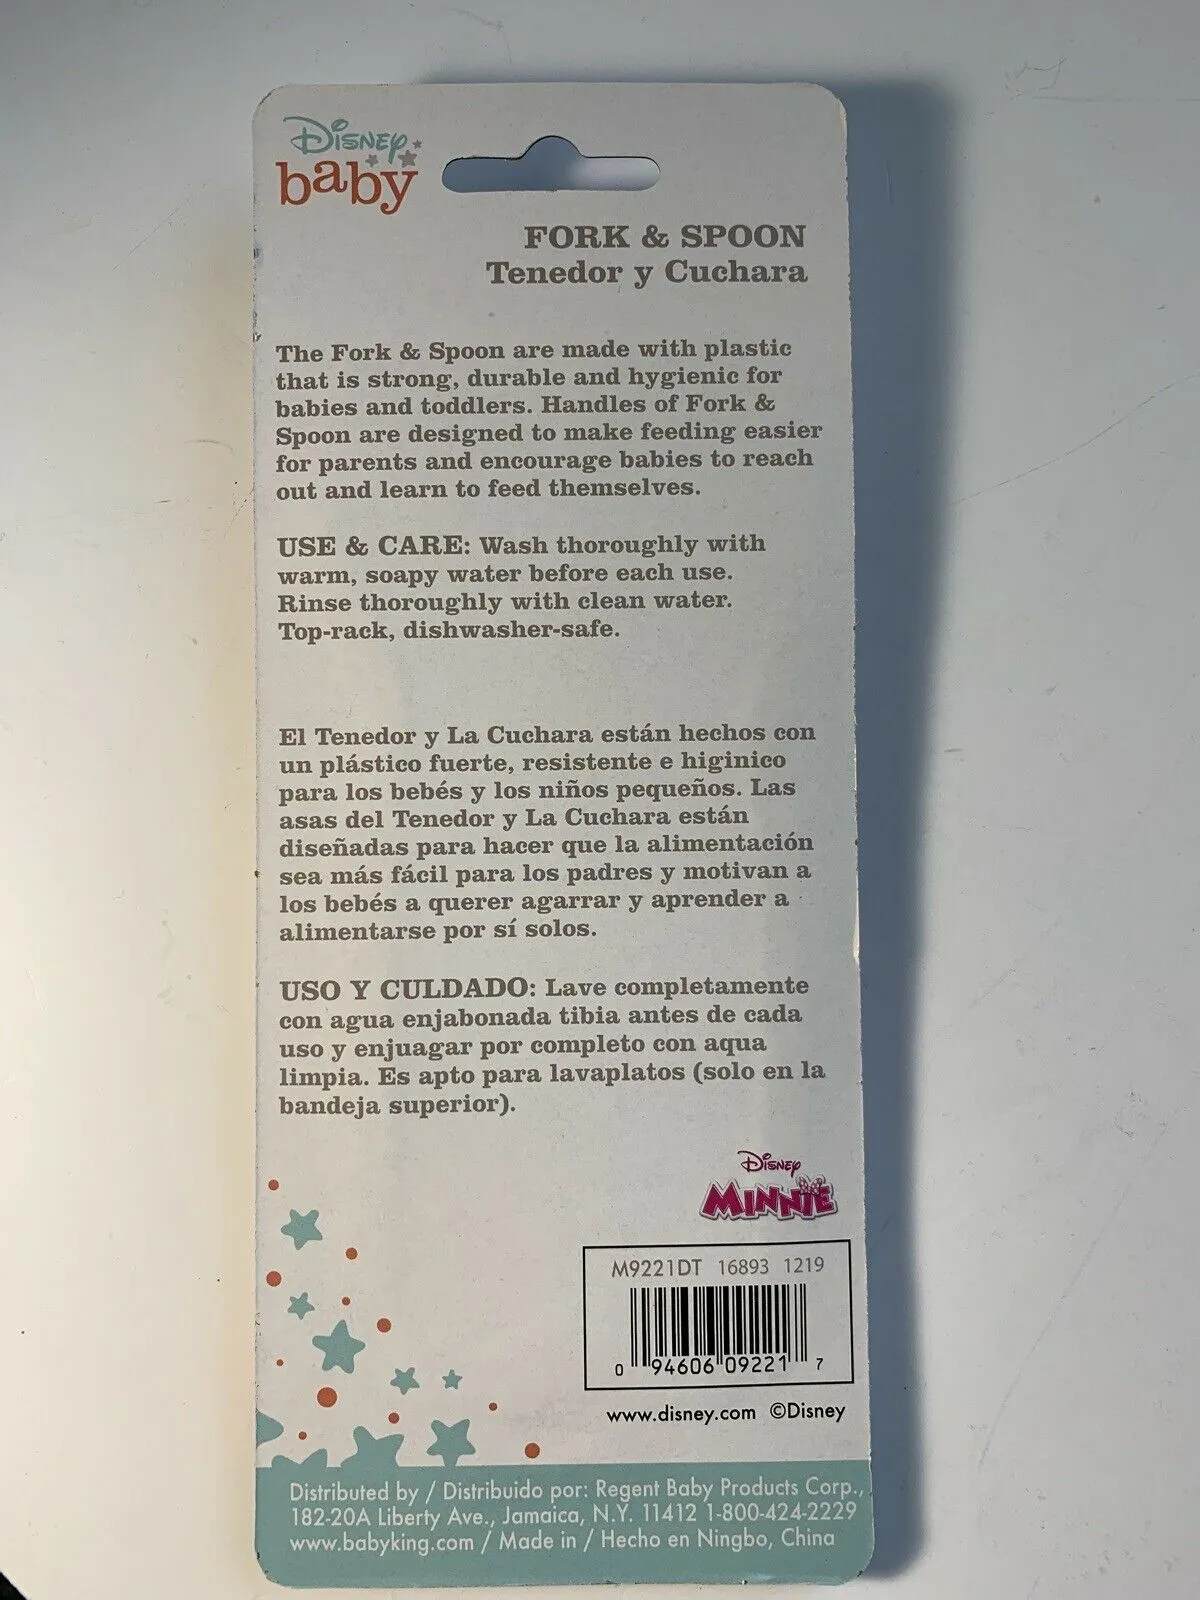 Disney
baby
FORK & SPOON
Tenedor y Cuchara
The Fork & Spoon are made with plastic
that is strong, durable and hygienic for
babies and toddlers. Handles of Fork &
Spoon are designed to make feeding easier
for parents and encourage babies to reach
out and learn to feed themselves.
USE & CARE: Wash thoroughly with
warm, soapy water before each use.
Rinse thoroughly with clean water.
Top-rack, dishwasher-safe.
El Tenedor y La Cuchara están hechos con
un plástico fuerte, resistente e higinico
para los bebés y los niños pequeños. Las
asas del Tenedor y La Cuchara están
diseñadas para hacer que la alimentación
sea más fácil para los padres y motivan a
los bebés a querer agarrar y aprender a
alimentarse por sí solos.
USO Y CULDADO: Lave completamente
con agua enjabonada tibia antes de cada
uso y enjuagar por completo con aqua
limpia. Es apto para lavaplatos (solo en la
bandeja superior).
Disney
MINNIE
M9221DT 16893 1219
0 94606 09221 7
www.disney.com ©Disney
Distributed by / Distribuido por: Regent Baby Products Corp.,
182-20A Liberty Ave., Jamaica, N.Y. 11412 1-800-424-2229
www.babyking.com / Made in / Hecho en Ningbo, China